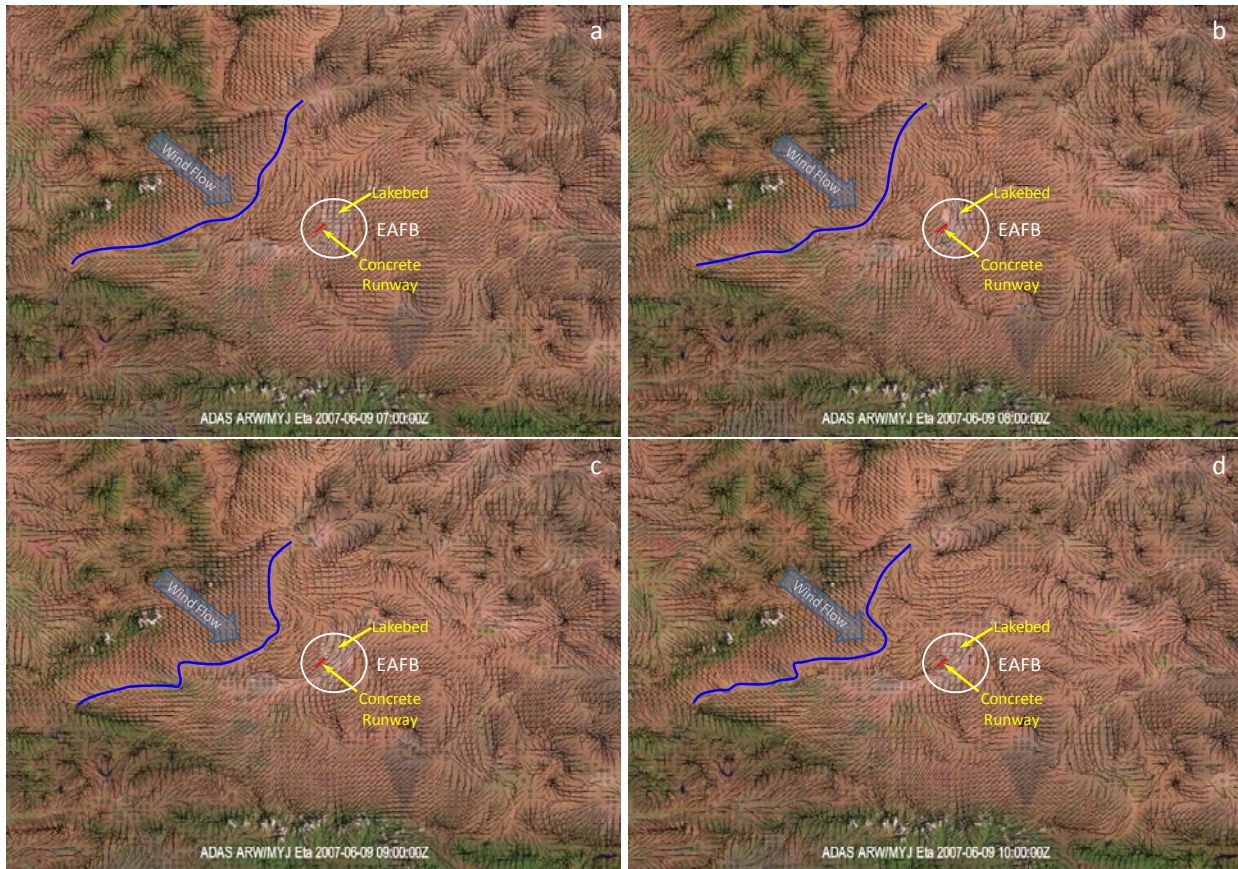 a
Wind Flow
Lakebed
EAFB
Concrete
Runway
ADAS ARW/MYJ Eta 2007-06-09 07:00:00Z
b
Wind Flow
Lakebed
EAFB
Concrete
Runway
ADAS ARW/MYJ Eta 2007-06-09 08:00:00Z
c
Wind Flow
Lakebed
EAFB
Concrete
Runway
ADAS ARW/MYJ Eta 2007-06-09 09:00:00Z
d
Wind Flow
Lakebed
EAFB
Concrete
Runway
ADAS ARW/MYJ Eta 2007-06-09 10:00:00Z